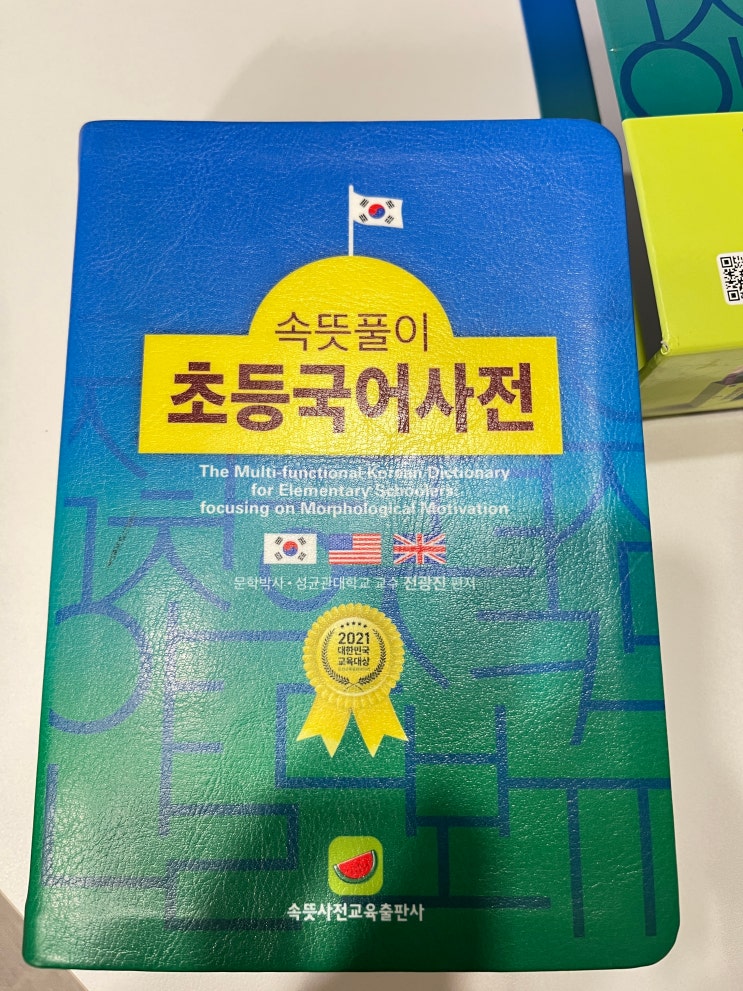 속뜻풀이
초등국어사전
The Multi-functional Korean Dictionary
for Elementary Schoolers:
focusing on Morphological Motivation
문학박사 · 성균관대학교 교수 전광진 편저
2021
대한민국
교육대상
속뜻사전교육출판사